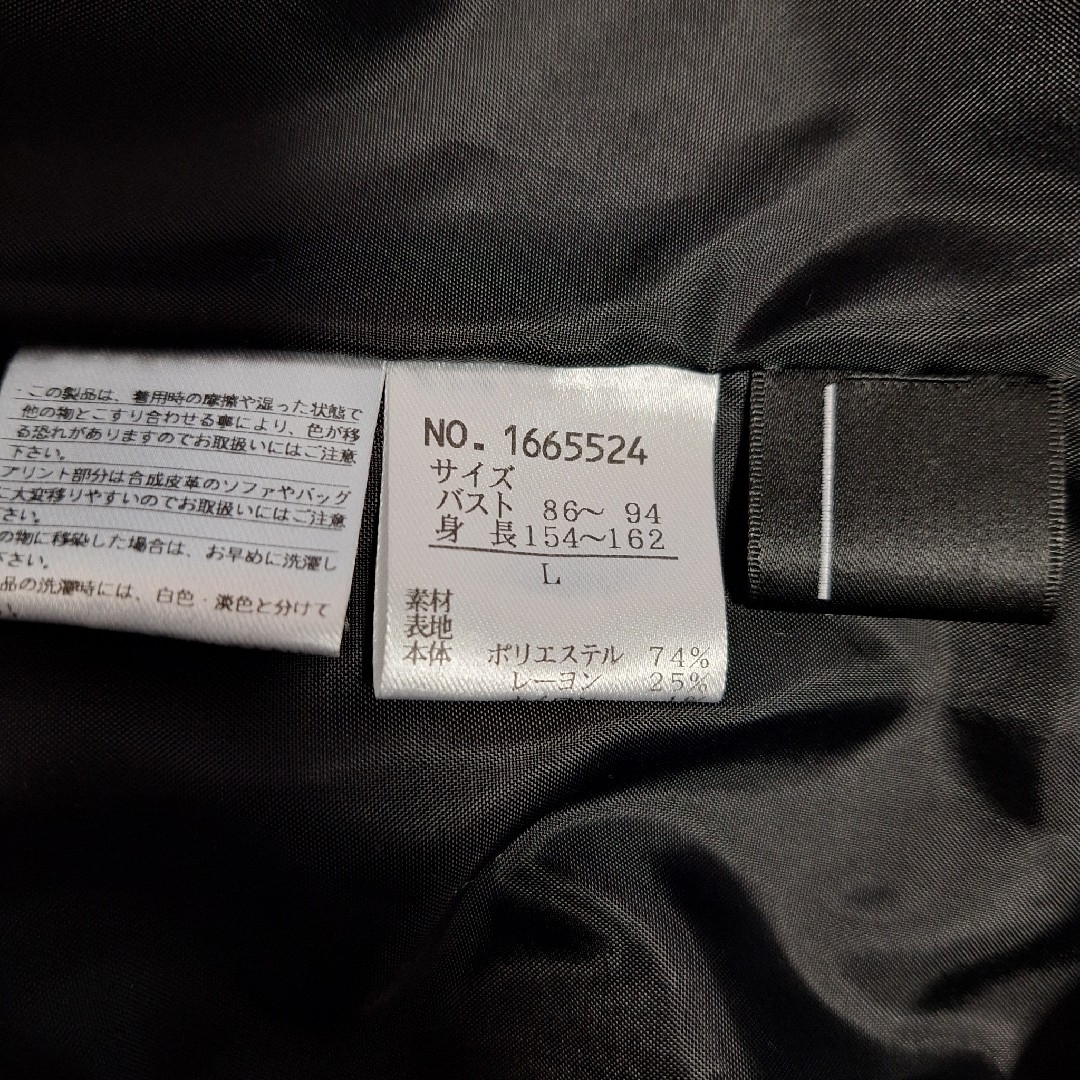 ・この製品は、着用時の摩擦や湿った状態で
他の物とこすり合わせる事により、色が移
る恐れがありますのでお取扱いにはご注意
下さい。
プリント部分は合成皮革のソファやバッグ
に大変移りやすいのでお取扱いにはご注意
さい。
の物に移染した場合は、お早めに洗濯し
下さい。
品の洗濯時には、白色・淡色と分けて
NO. 1665524
サイズ
バスト 86〜 94
身 長154〜162
L
素材
表地
本体 ポリエステル 74%
レーヨン 25%